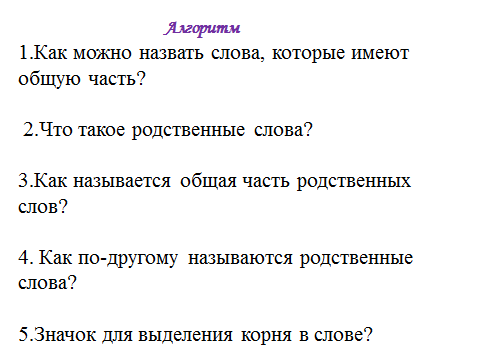 Алгоритм
1.Как можно назвать слова, которые имеют
общую часть?
2.Что такое родственные слова?
3.Как называется общая часть родственных
слов?
4. Как по-другому называются родственные
слова?
5.Значок для выделения корня в слове?